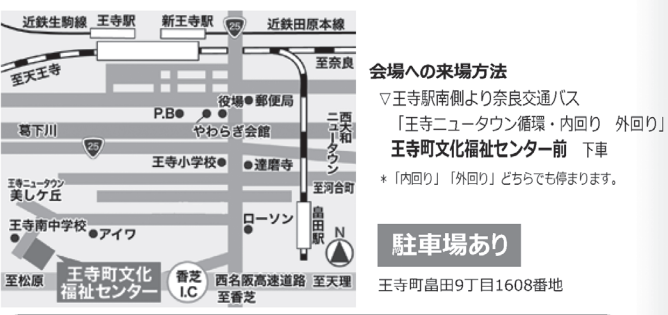 近鉄生駒線 王寺駅 新王寺駅 近鉄田原本線
25
至天王寺
至奈良
役場 郵便局
P.B
やわらぎ会館
葛下川
西大和ニュータウン
25
王寺小学校 達磨寺
王寺ニュータウン
美しケ丘
至河合町
王寺南中学校
アイワ
ローソン
畠田駅
N
至松原
王寺町文化
福祉センター
香芝
I.C
西名阪高速道路
至天理
至香芝
会場への来場方法
▽王寺駅南側より奈良交通バス
「王寺ニュータウン循環・内回り 外回り」
王寺町文化福祉センター前 下車
*「内回り」「外回り」どちらでも停まります。
駐車場あり
王寺町畠田9丁目1608番地